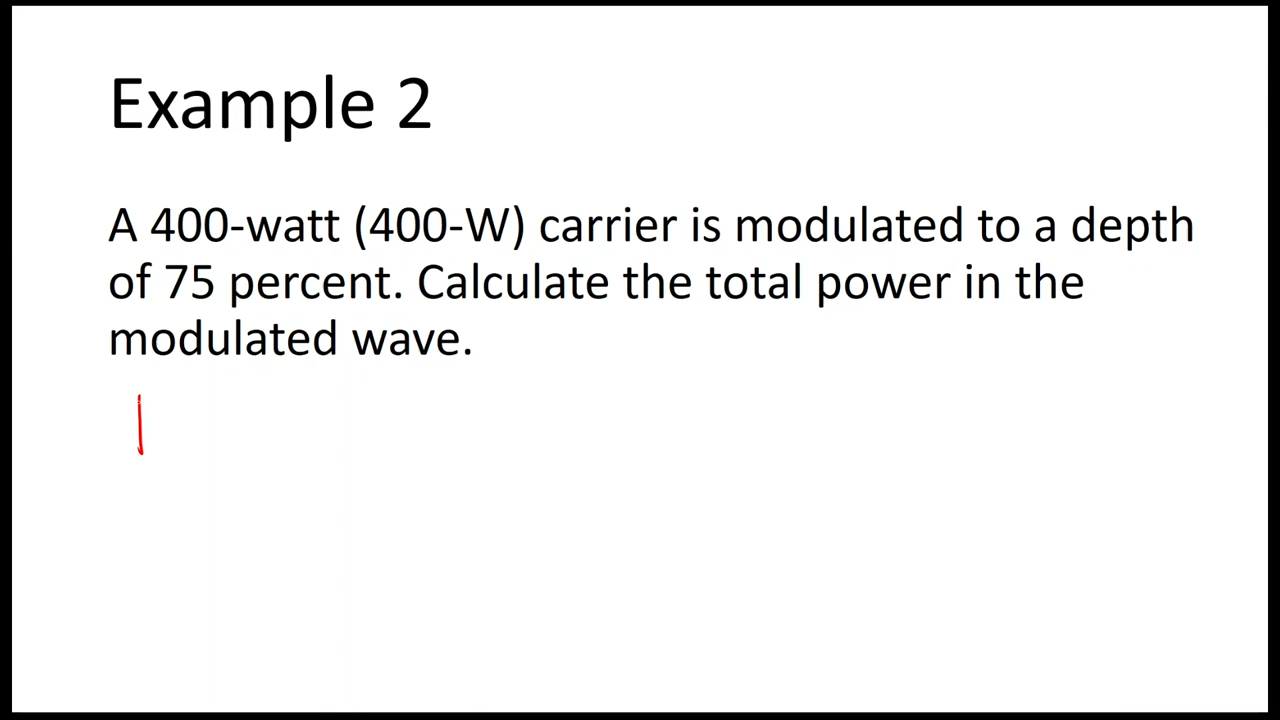 Example 2
A 400-watt (400-W) carrier is modulated to a depth
of 75 percent. Calculate the total power in the
modulated wave.